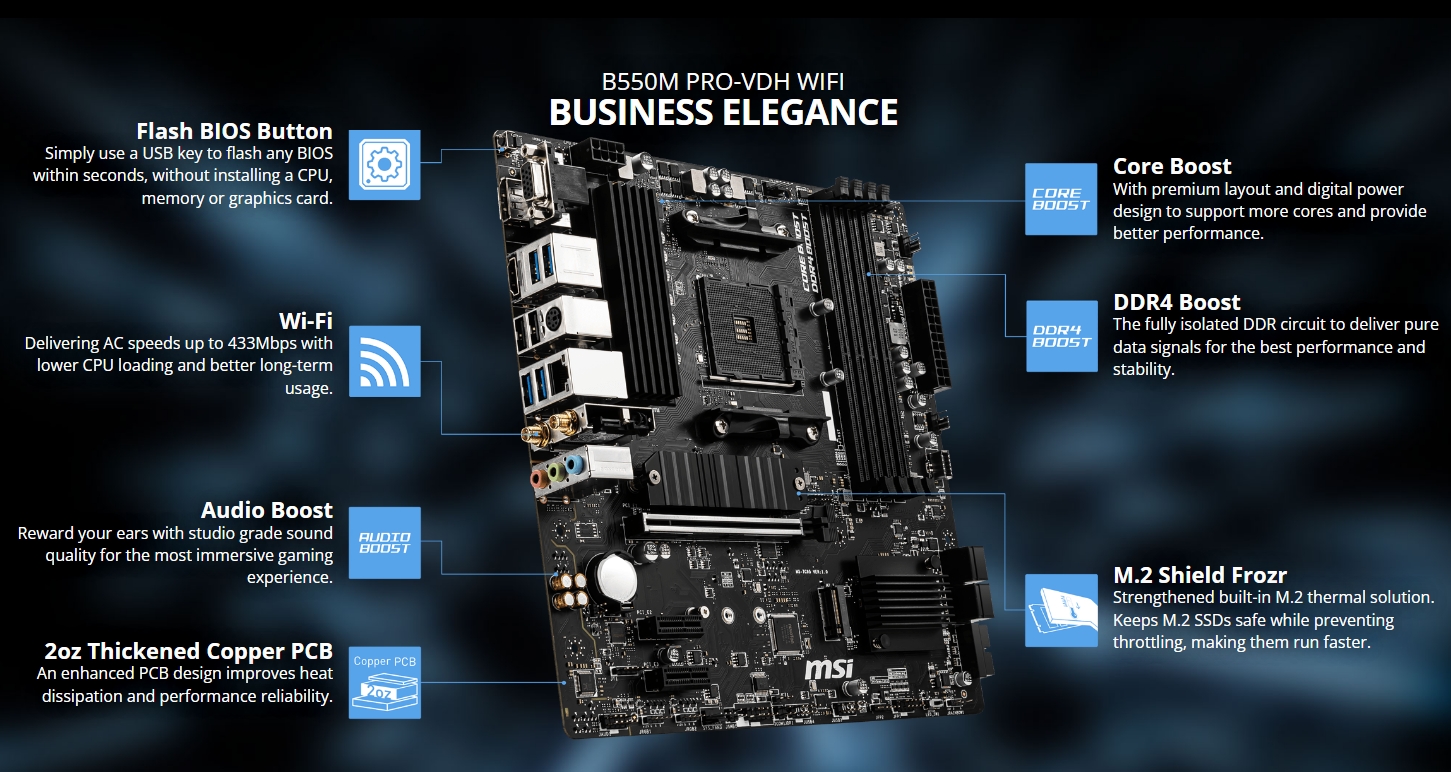 B550M PRO-VDH WIFI
BUSINESS ELEGANCE
Flash BIOS Button
Simply use a USB key to flash any BIOS
within seconds, without installing a CPU,
memory or graphics card.
Wi-Fi
Delivering AC speeds up to 433Mbps with
lower CPU loading and better long-term
usage.
AUDIO
BOOST
Audio Boost
Reward your ears with studio grade sound
quality for the most immersive gaming
experience.
2oz Thickened Copper PCB
An enhanced PCB design improves heat
dissipation and performance reliability.
Copper PCB
2oz
CORE BOOST
DDR4 BOOST
msi
CORE
BOOST
Core Boost
With premium layout and digital power
design to support more cores and provide
better performance.
DDR4
BOOST
DDR4 Boost
The fully isolated DDR circuit to deliver pure
data signals for the best performance and
stability.
M.2 Shield Frozr
Strengthened built-in M.2 thermal solution.
Keeps M.2 SSDs safe while preventing
throttling, making them run faster.